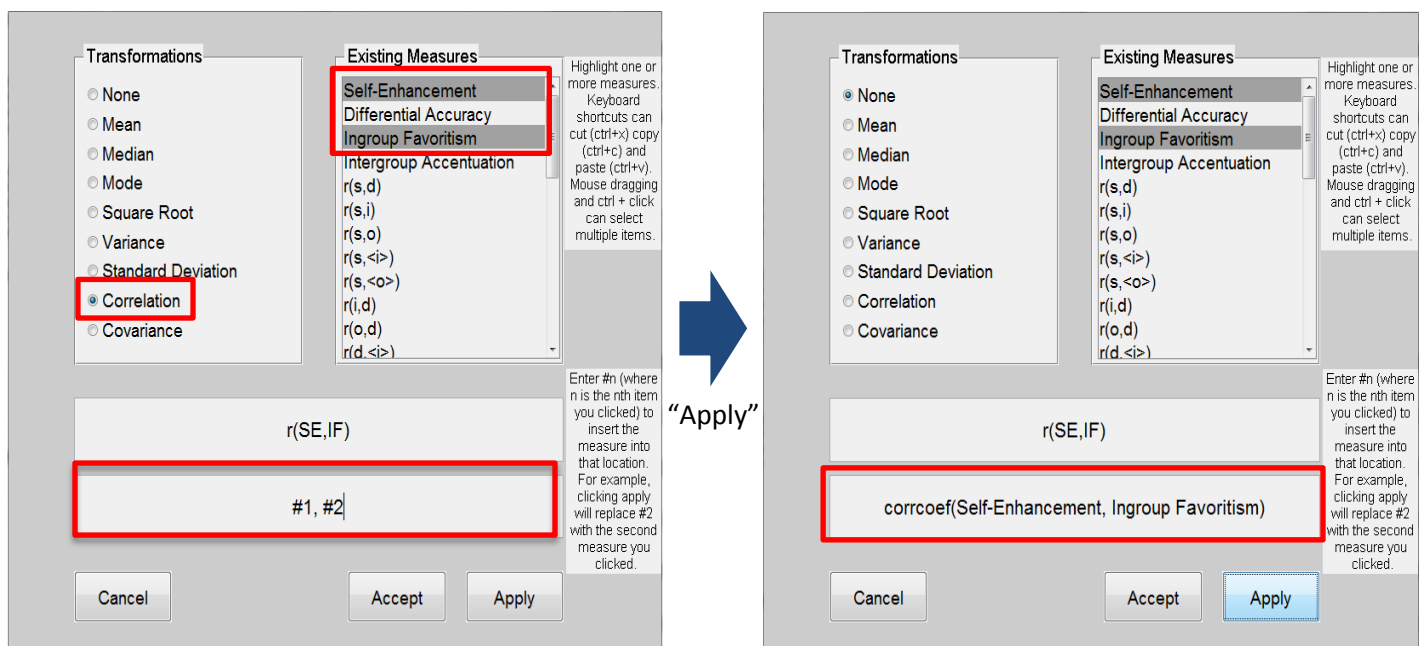 Transformations
None
Mean
Median
Mode
Square Root
Variance
Standard Deviation
Correlation
Covariance
Existing Measures
Self-Enhancement
Differential Accuracy
Ingroup Favoritism
Intergroup Accentuation
r(s,d)
r(s,i)
r(s,o)
r(s,<i>)
r(s,<o>)
r(i,d)
r(o,d)
r(d,<i>)
Highlight one or
more measures.
Keyboard
shortcuts can
cut (ctrl+x) copy
(ctrl+c) and
paste (ctrl+v).
Mouse dragging
and ctrl + click
can select
multiple items.
r(SE,IF)
#1, #2
Enter #n (where
n is the nth item
you clicked) to
insert the
measure into
that location.
For example,
clicking apply
will replace #2
with the second
measure you
clicked.
Cancel
Accept
Apply
“Apply”
Transformations
None
Mean
Median
Mode
Square Root
Variance
Standard Deviation
Correlation
Covariance
Existing Measures
Self-Enhancement
Differential Accuracy
Ingroup Favoritism
Intergroup Accentuation
r(s,d)
r(s,i)
r(s,o)
r(s,<i>)
r(s,<o>)
r(i,d)
r(o,d)
r(d,<i>)
Highlight one or
more measures.
Keyboard
shortcuts can
cut (ctrl+x) copy
(ctrl+c) and
paste (ctrl+v).
Mouse dragging
and ctrl + click
can select
multiple items.
r(SE,IF)
corrcoef(Self-Enhancement, Ingroup Favoritism)
Enter #n (where
n is the nth item
you clicked) to
insert the
measure into
that location.
For example,
clicking apply
will replace #2
with the second
measure you
clicked.
Cancel
Accept
Apply